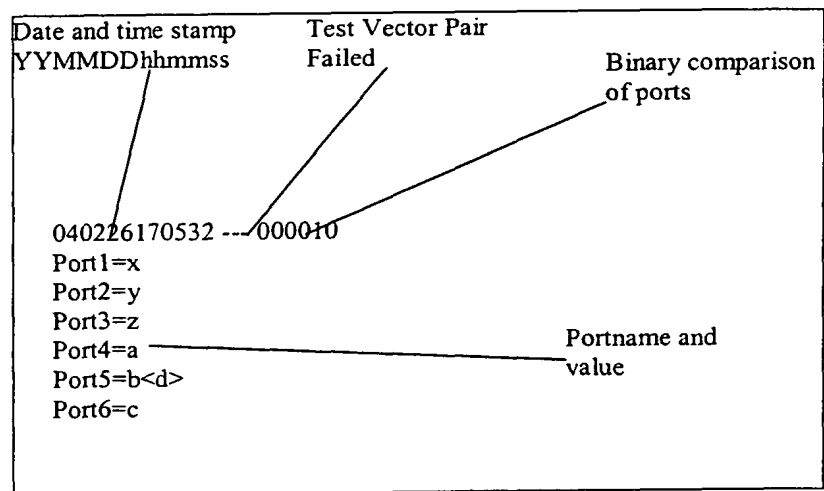 Date and time stamp
YYMMDDhhmmss
Test Vector Pair
Failed
Binary comparison
of ports
040226170532 ---000010
Port1=x
Port2=y
Port3=z
Port4=a
Port5=b<d>
Port6=c
Portname and
value